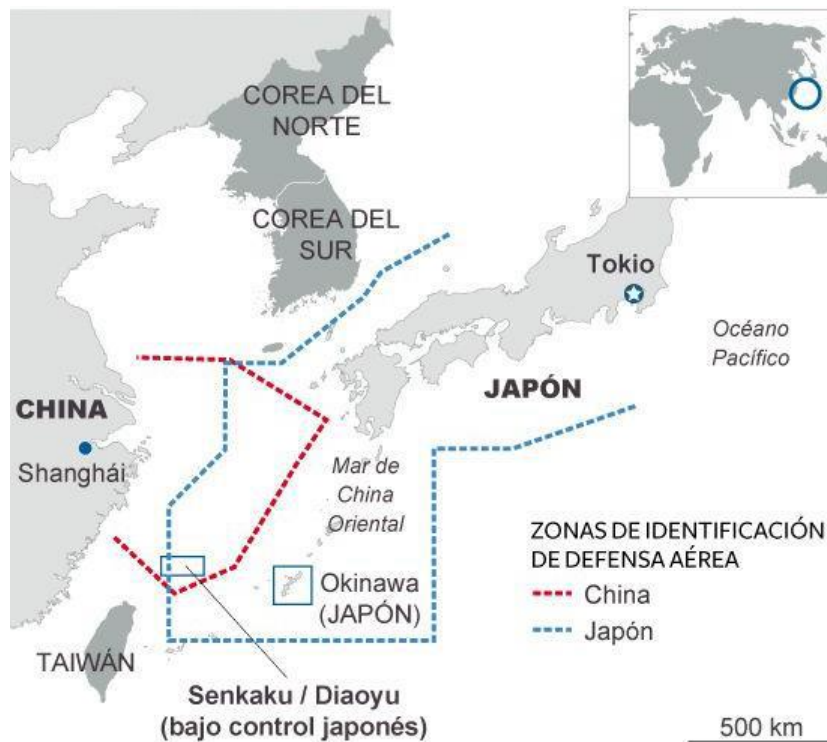 COREA DEL
NORTE
COREA DEL
SUR
Tokio
Océano
Pacífico
JAPÓN
CHINA
Shanghái
Mar de
China
Oriental
ZONAS DE IDENTIFICACIÓN
DE DEFENSA AÉREA
China
Japón
Okinawa
(JAPÓN)
TAIWÁN
Senkaku / Diaoyu
(bajo control japonés)
500 km